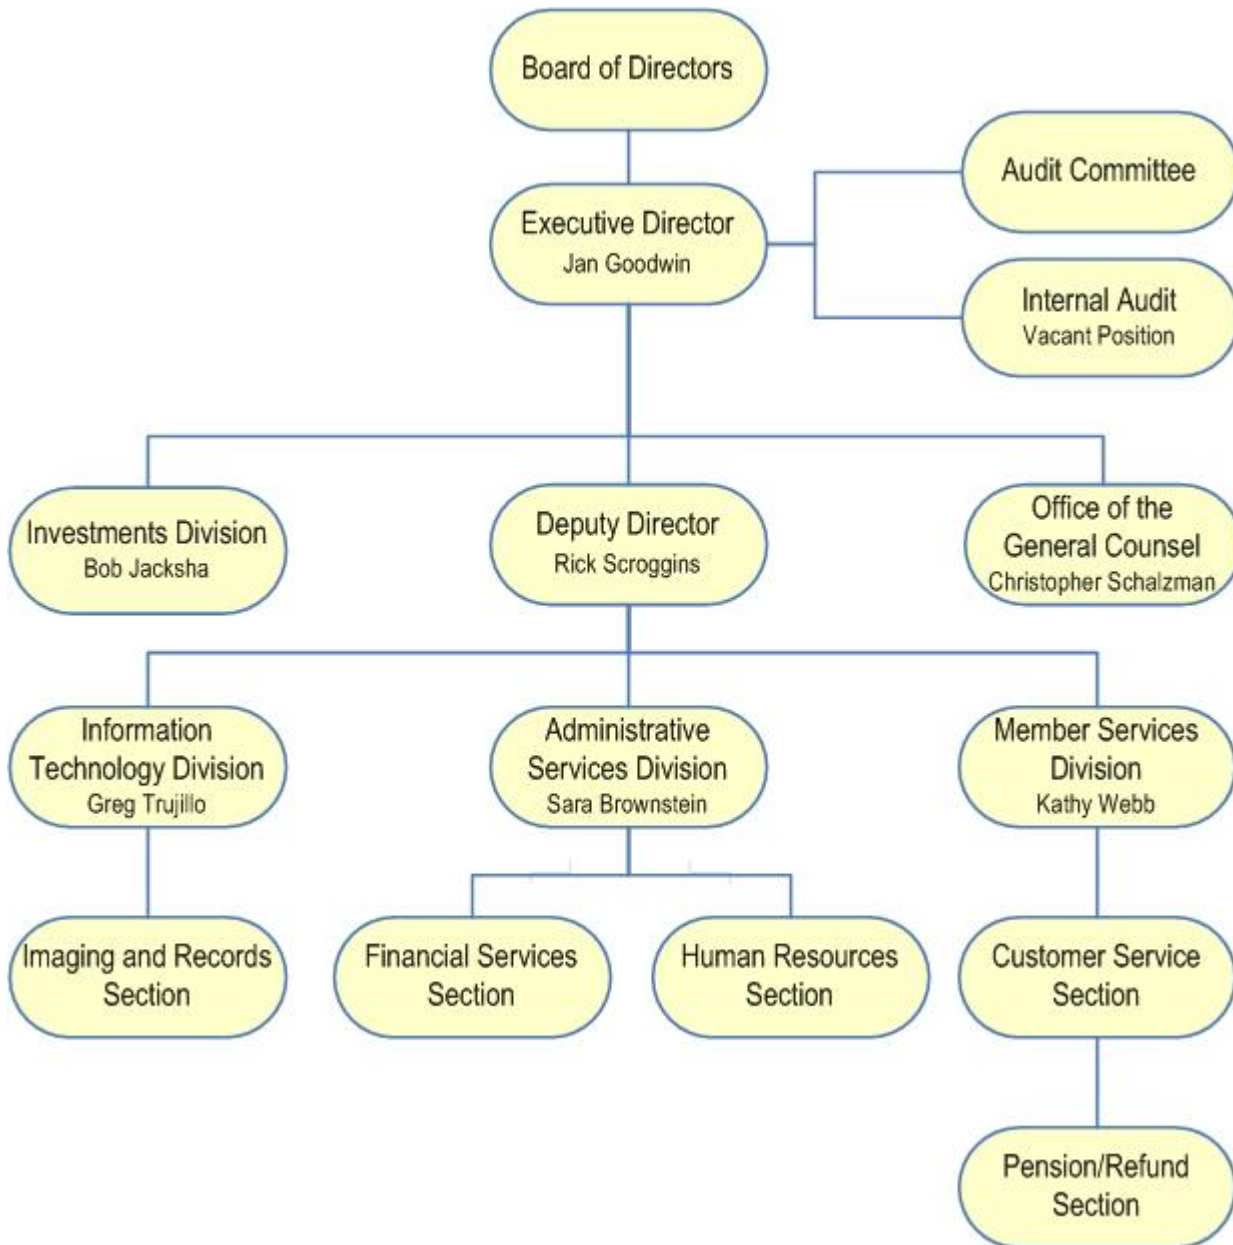 Board of Directors
Executive Director
Jan Goodwin
Audit Committee
Internal Audit
Vacant Position
Investments Division
Bob Jacksha
Deputy Director
Rick Scroggins
Office of the
General Counsel
Christopher Schalzman
Information
Technology Division
Greg Trujillo
Administrative
Services Division
Sara Brownstein
Member Services
Division
Kathy Webb
Imaging and Records
Section
Financial Services
Section
Human Resources
Section
Customer Service
Section
Pension/Refund
Section